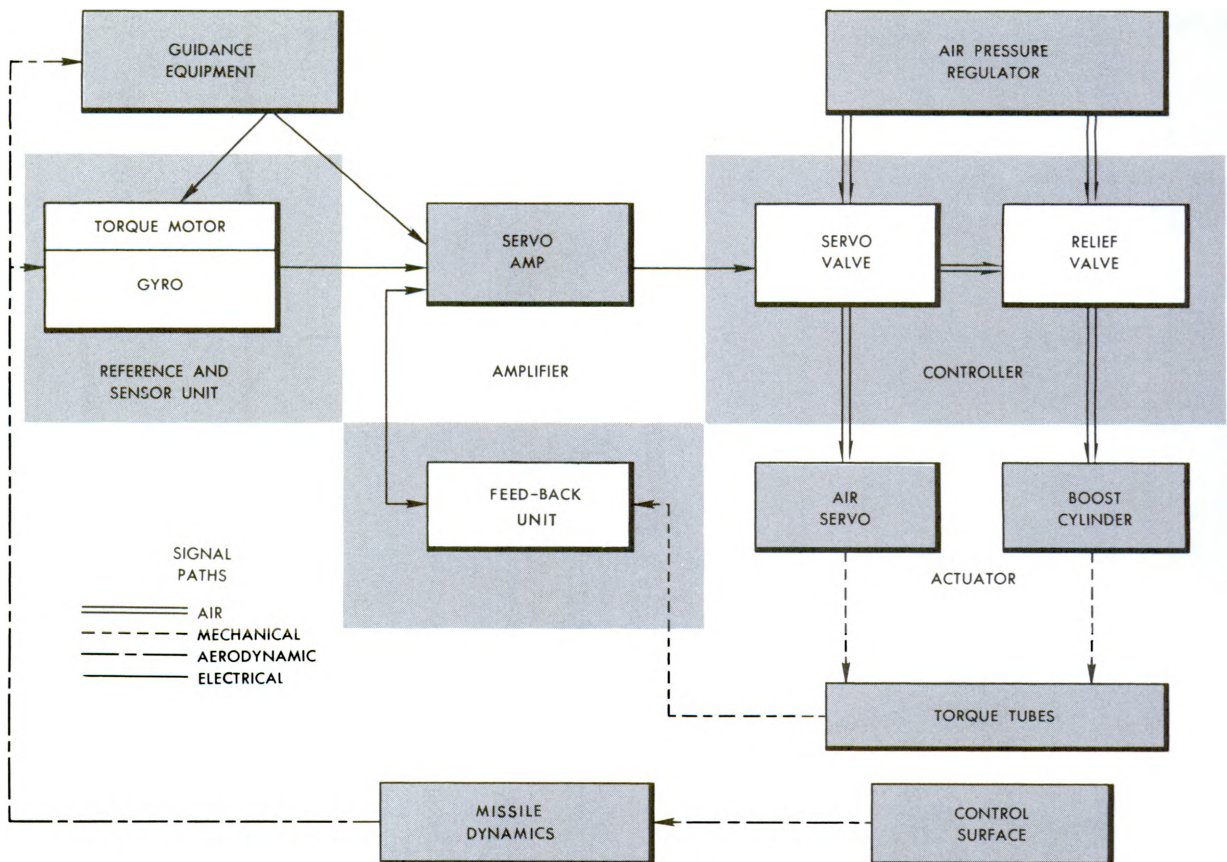 GUIDANCE
EQUIPMENT
AIR PRESSURE
REGULATOR
TORQUE MOTOR
GYRO
REFERENCE AND
SENSOR UNIT
SERVO
AMP
AMPLIFIER
SERVO
VALVE
RELIEF
VALVE
CONTROLLER
FEED-BACK
UNIT
AIR
SERVO
BOOST
CYLINDER
ACTUATOR
SIGNAL
PATHS
AIR
MECHANICAL
AERODYNAMIC
ELECTRICAL
TORQUE TUBES
MISSILE
DYNAMICS
CONTROL
SURFACE